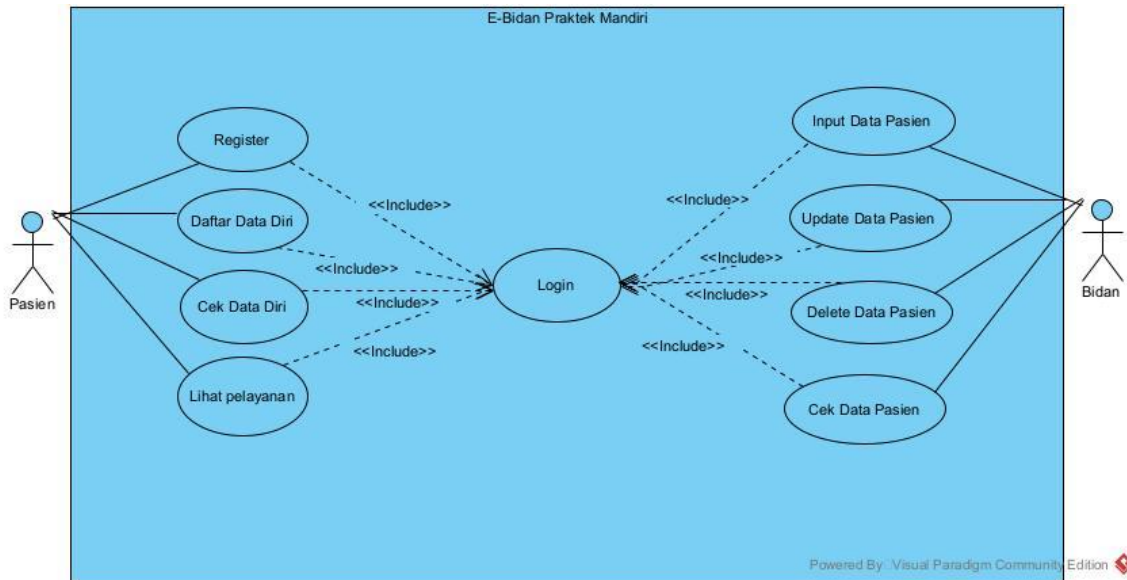 E-Bidan Praktek Mandiri
Register
<<Include>>
Daftar Data Diri
<<Include>>
Cek Data Diri
<<Include>>
Lihat pelayanan
<<Include>>
Pasien
Login
Input Data Pasien
<<Include>>
Update Data Pasien
<<Include>>
Delete Data Pasien
<<Include>>
Cek Data Pasien
<<Include>>
Bidan
Powered By Visual Paradigm Community Edition